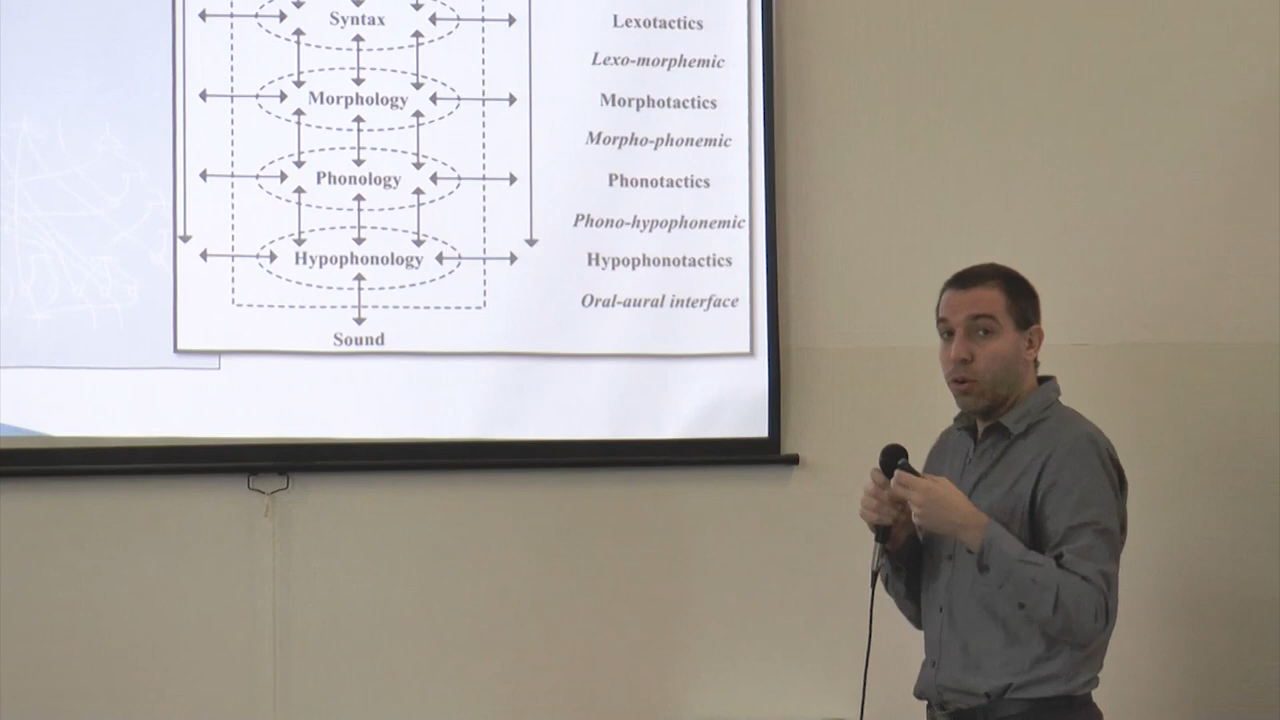 Syntax
Lexotactics
Lexo-morphemic
Morphology
Morphotactics
Morpho-phonemic
Phonology
Phonotactics
Phono-hypophonemic
Hypophonology
Hypophonotactics
Oral-aural interface
Sound